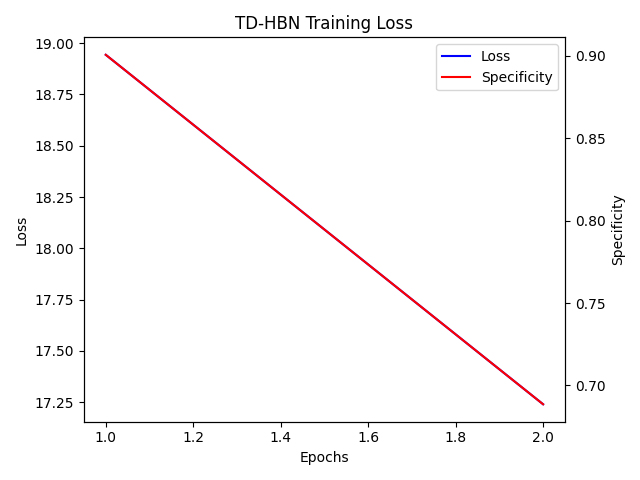 TD-HBN Training Loss
Loss
Specificity
19.00
18.75
18.50
18.25
18.00
17.75
17.50
17.25
Loss
0.90
0.85
0.80
0.75
0.70
Specificity
1.0 1.2 1.4 1.6 1.8 2.0
Epochs